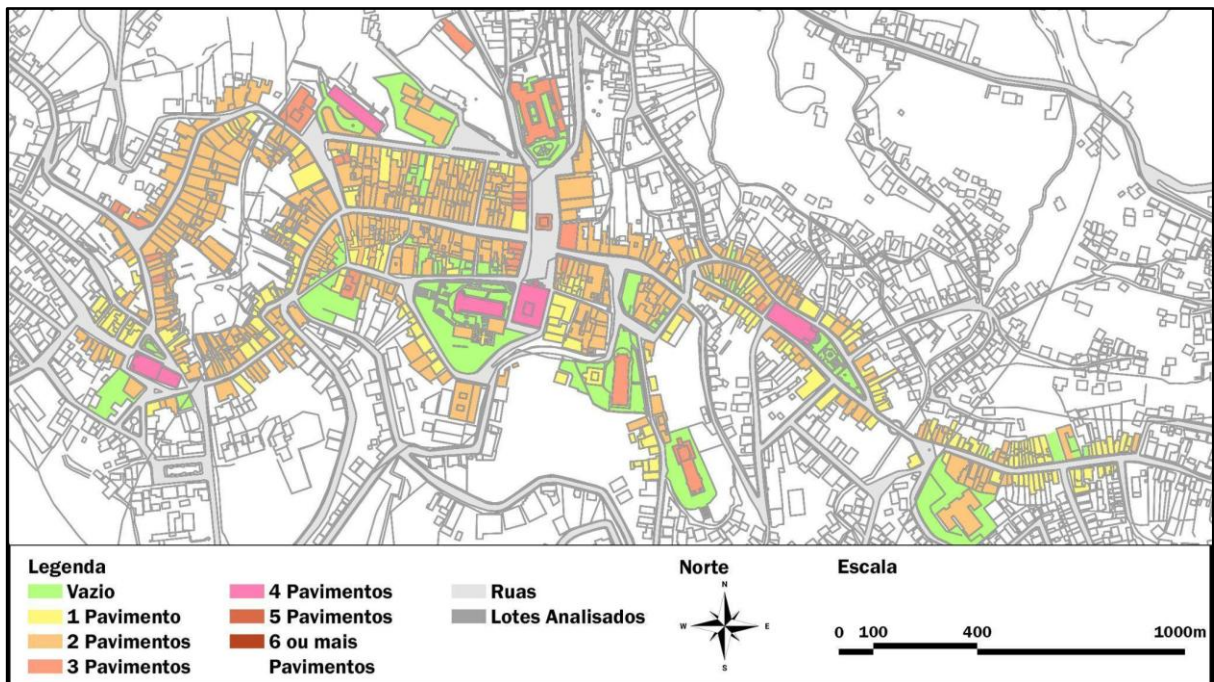 Legenda
Vazio
1 Pavimento
2 Pavimentos
3 Pavimentos
4 Pavimentos
5 Pavimentos
6 ou mais
Pavimentos
Ruas
Lotes Analisados
Norte
N
W E
S
Escala
0 100 400 1000m